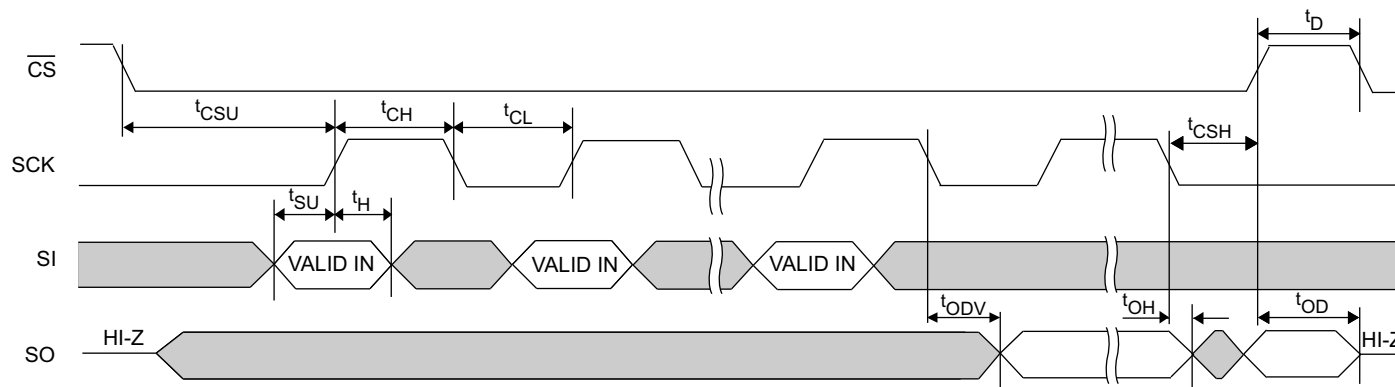 tD
CS
tCSU
tCH
tCL
tCSH
SCK
tSU
tH
SI
VALID IN
VALID IN
VALID IN
tODV
tOH
tOD
HI-Z
HI-Z
SO